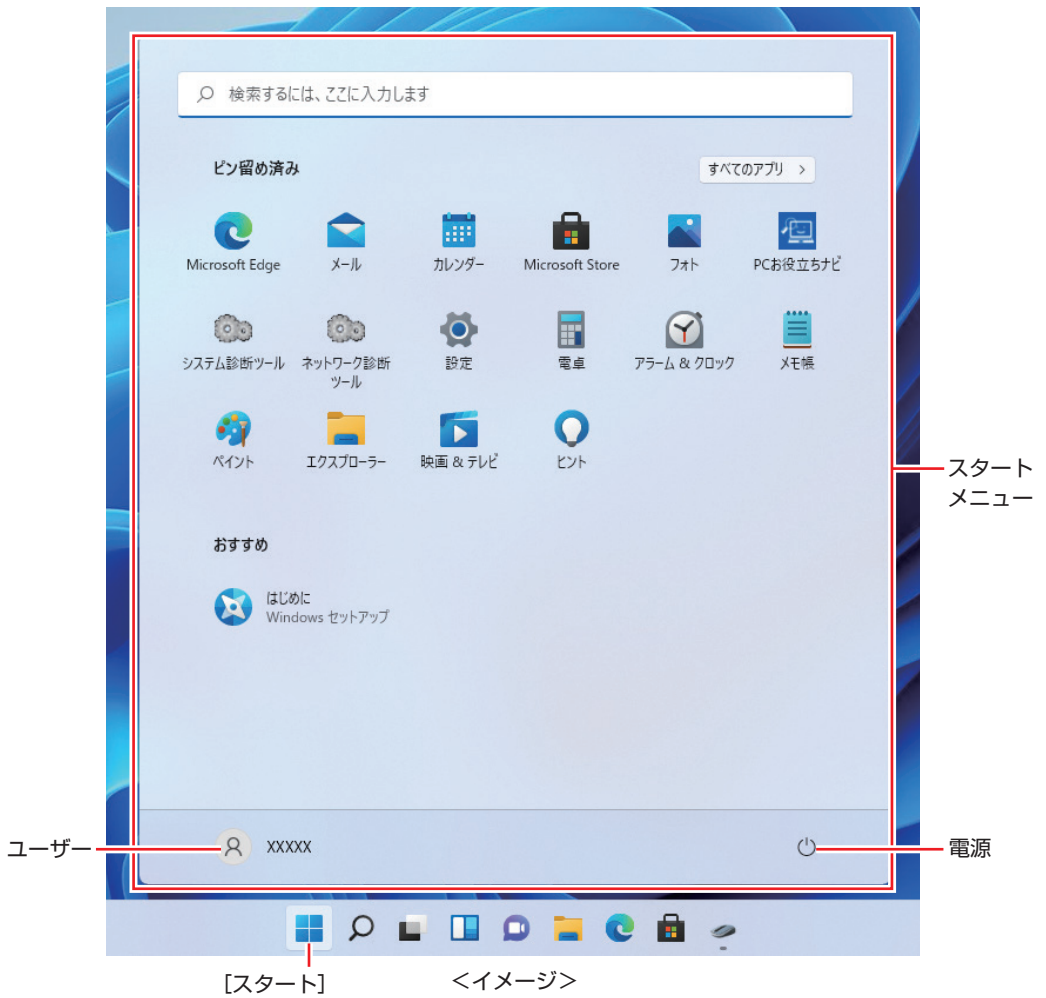 検索するには、ここに入力します
ピン留め済み
すべてのアプリ >
Microsoft Edge
メール
カレンダー
Microsoft Store
フォト
PCお役立ちナビ
システム診断ツール
ネットワーク診断
ツール
設定
電卓
アラーム & クロック
メモ帳
ペイント
エクスプローラー
映画 & テレビ
ヒント
スタート
メニュー
おすすめ
はじめに
Windows セットアップ
ユーザー
XXXXX
電源
[スタート]
＜イメージ＞